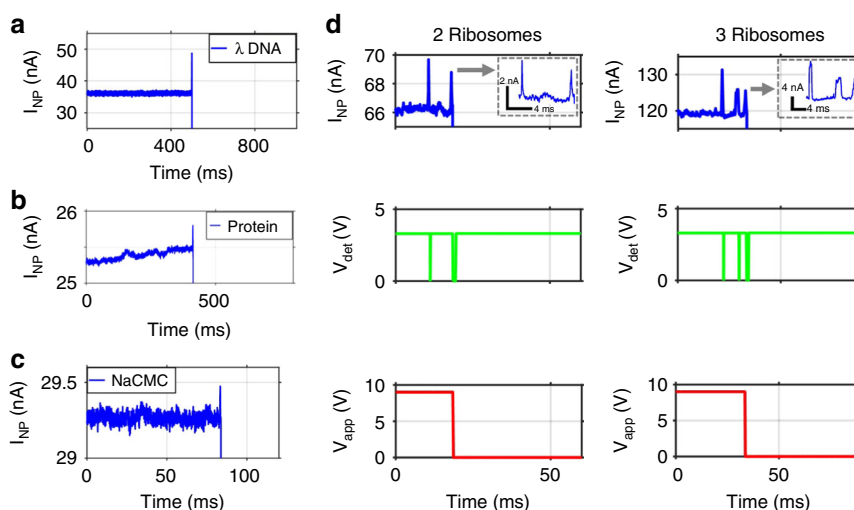 a
50
40
30
I_NP (nA)
λ DNA
0
500
1000
Time (ms)
b
26
25
I_NP (nA)
Protein
0
500
Time (ms)
c
29.5
29
I_NP (nA)
NaCMC
0
50
100
Time (ms)
d
2 Ribosomes
3 Ribosomes
70
68
66
I_NP (nA)
2 nA
4 ms
130
120
I_NP (nA)
4 nA
4 ms
5
0
V_det (V)
5
0
V_det (V)
10
5
0
V_app (V)
0
50
Time (ms)
10
5
0
V_app (V)
0
50
Time (ms)